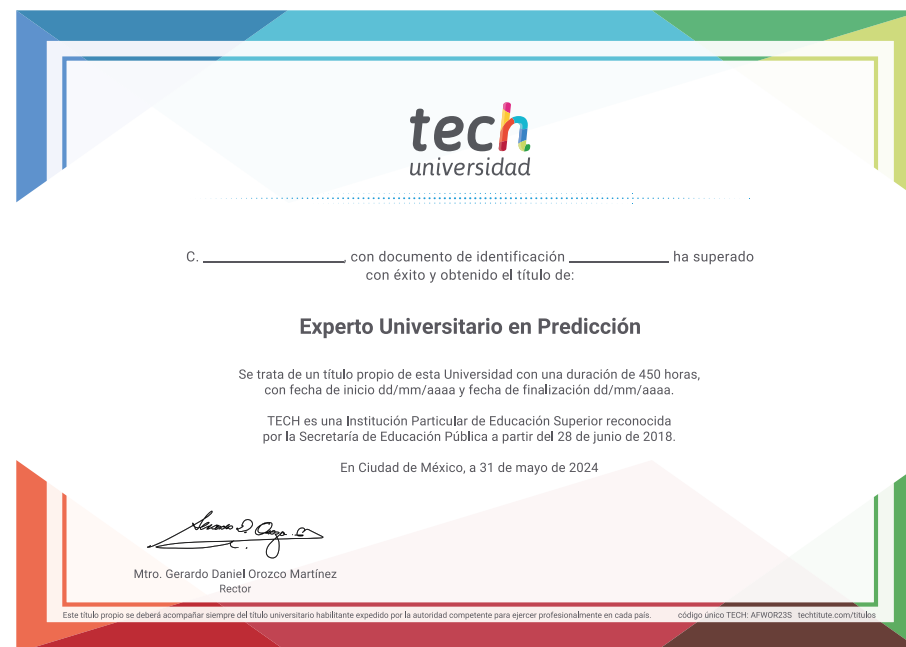 tech
universidad
C. ____________________, con documento de identificación ______________ ha superado
con éxito y obtenido el título de:
Experto Universitario en Predicción
Se trata de un título propio de esta Universidad con una duración de 450 horas,
con fecha de inicio dd/mm/aaaa y fecha de finalización dd/mm/aaaa.
TECH es una Institución Particular de Educación Superior reconocida
por la Secretaría de Educación Pública a partir del 28 de junio de 2018.
En Ciudad de México, a 31 de mayo de 2024
Mtro. Gerardo Daniel Orozco Martínez
Rector
Este título propio se deberá acompañar siempre del título universitario habilitante expedido por la autoridad competente para ejercer profesionalmente en cada país. código único TECH: AFWOR23S techtitute.com/titulos